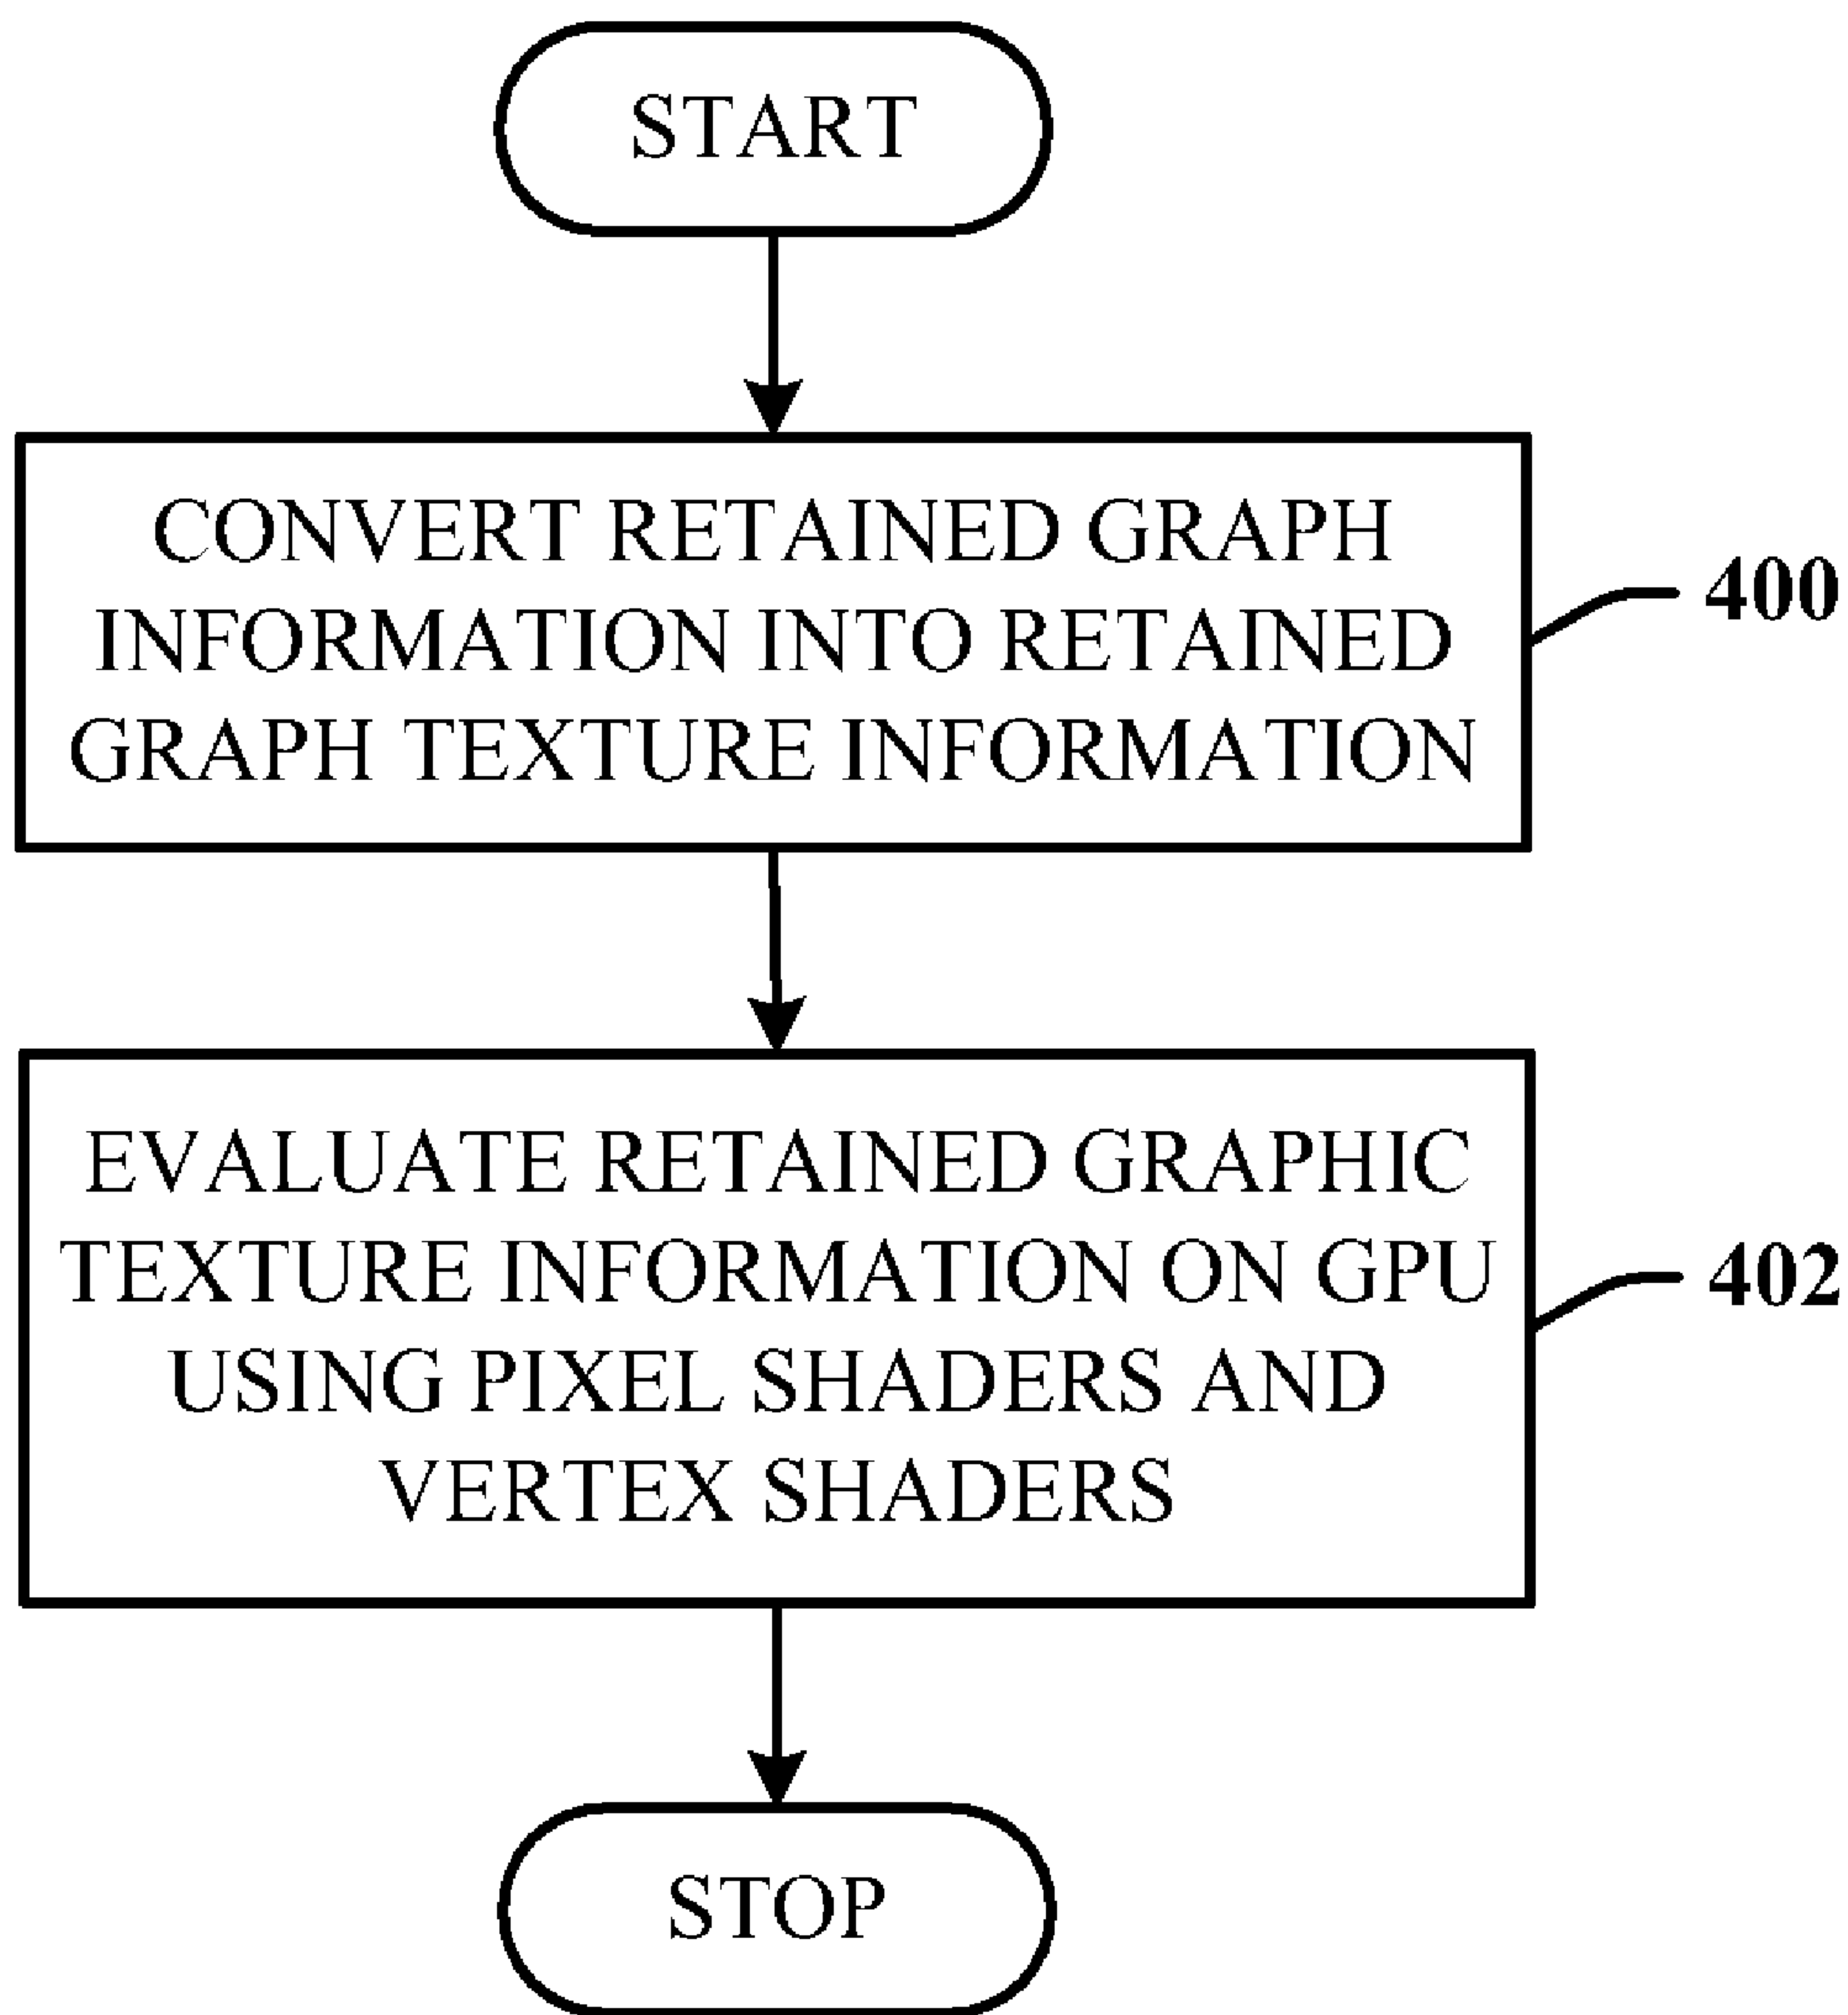 START
CONVERT RETAINED GRAPH
INFORMATION INTO RETAINED
GRAPH TEXTURE INFORMATION
400
EVALUATE RETAINED GRAPHIC
TEXTURE INFORMATION ON GPU
USING PIXEL SHADERS AND
VERTEX SHADERS
402
STOP